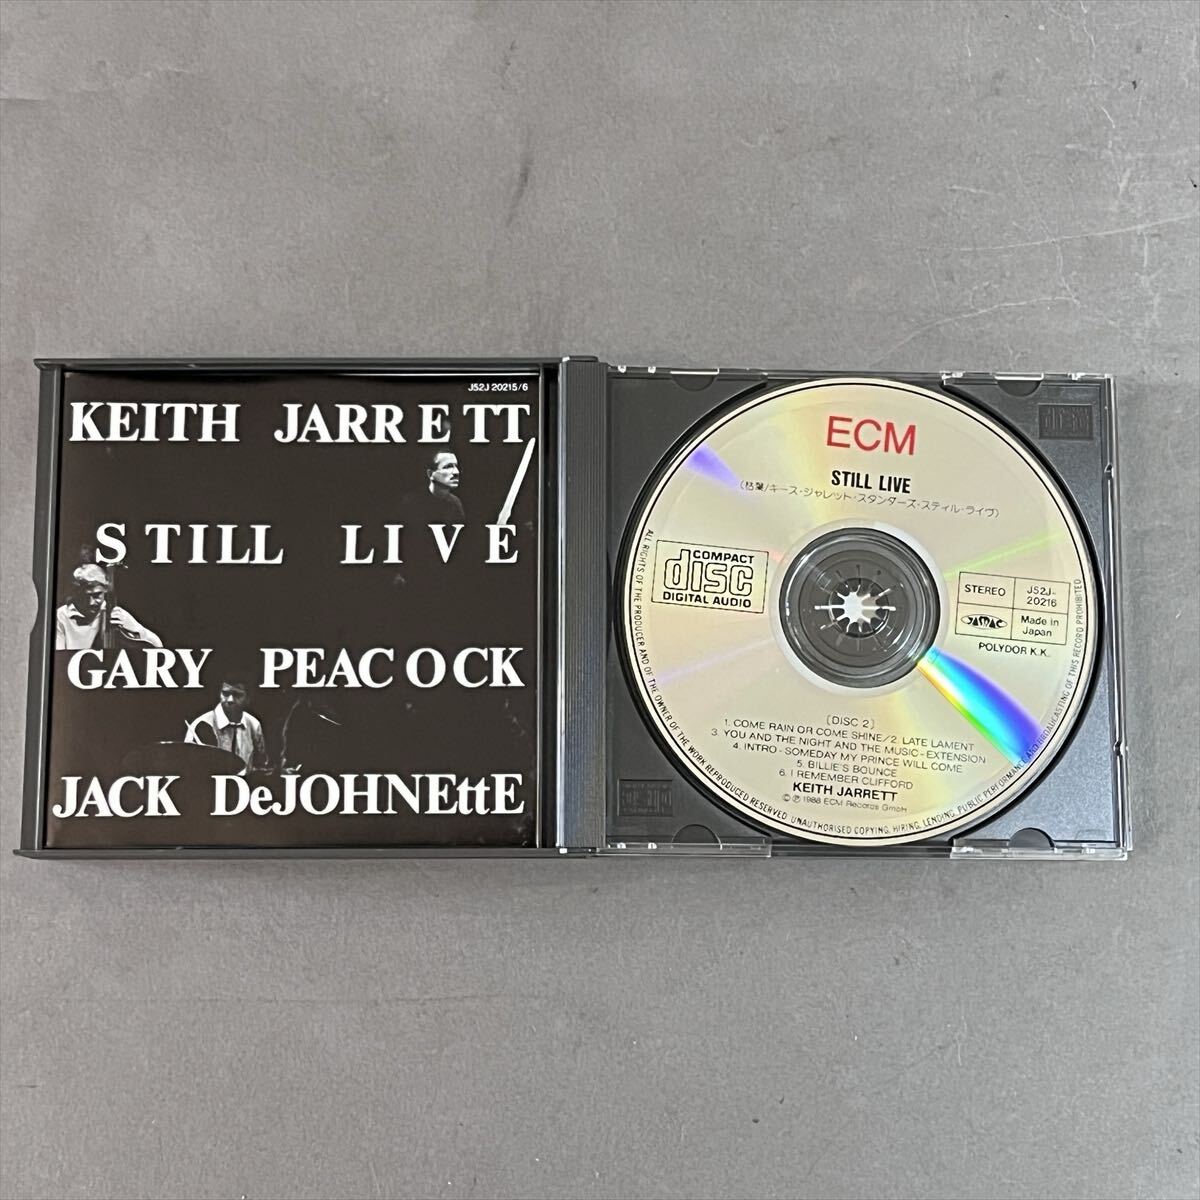 J52J 20215/6
KEITH JARRETT
STILL LIVE
GARY PEACOCK
JACK DeJOHNEttE
ECM
STILL LIVE
(枯葉/キース・ジャレット・スタンダーズ・スティル・ライヴ)
COMPACT
disc
DIGITAL AUDIO
STEREO
J52J-
20216
JASRAC
Made in
Japan
POLYDOR K.K.
[DISC 2]
1. COME RAIN OR COME SHINE/2. LATE LAMENT
3. YOU AND THE NIGHT AND THE MUSIC-EXTENSION
4. INTRO-SOMEDAY MY PRINCE WILL COME
5. BILLIE'S BOUNCE
6. I REMEMBER CLIFFORD
KEITH JARRETT
©℗1988 ECM Records GmbH
ALL RIGHTS OF THE PRODUCER AND OF THE OWNER OF THE WORK REPRODUCED RESERVED. UNAUTHORISED COPYING, HIRING, LENDING, PUBLIC PERFORMANCE AND BROADCASTING OF THIS RECORD PROHIBITED